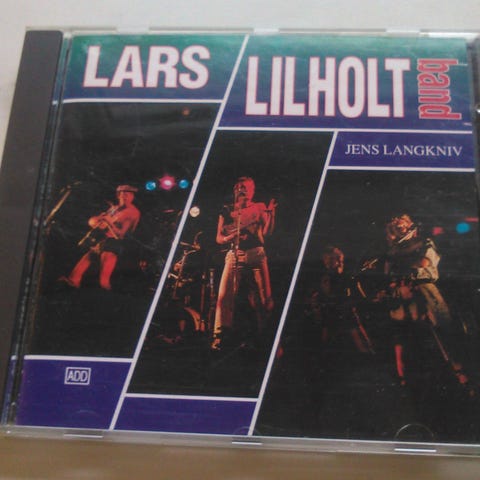 LARS
LILHOLT band
JENS LANGKNIV
ADD